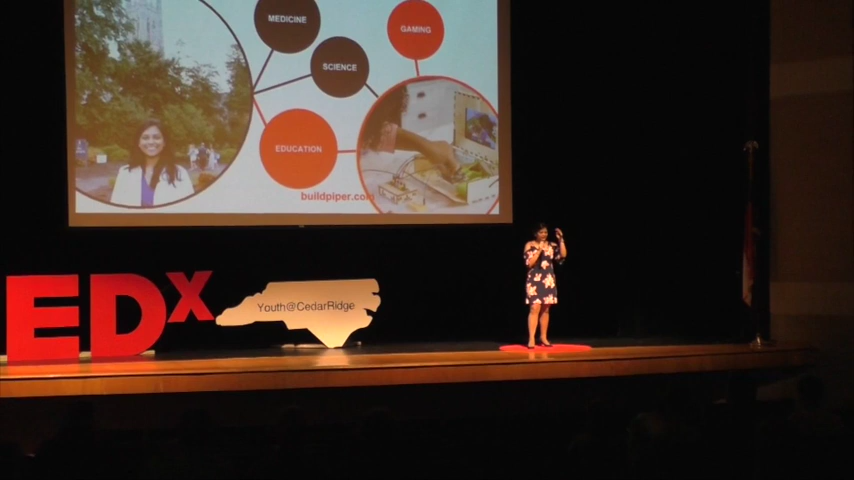 MEDICINE
GAMING
SCIENCE
EDUCATION
buildpiper.com
EDx
Youth@CedarRidge